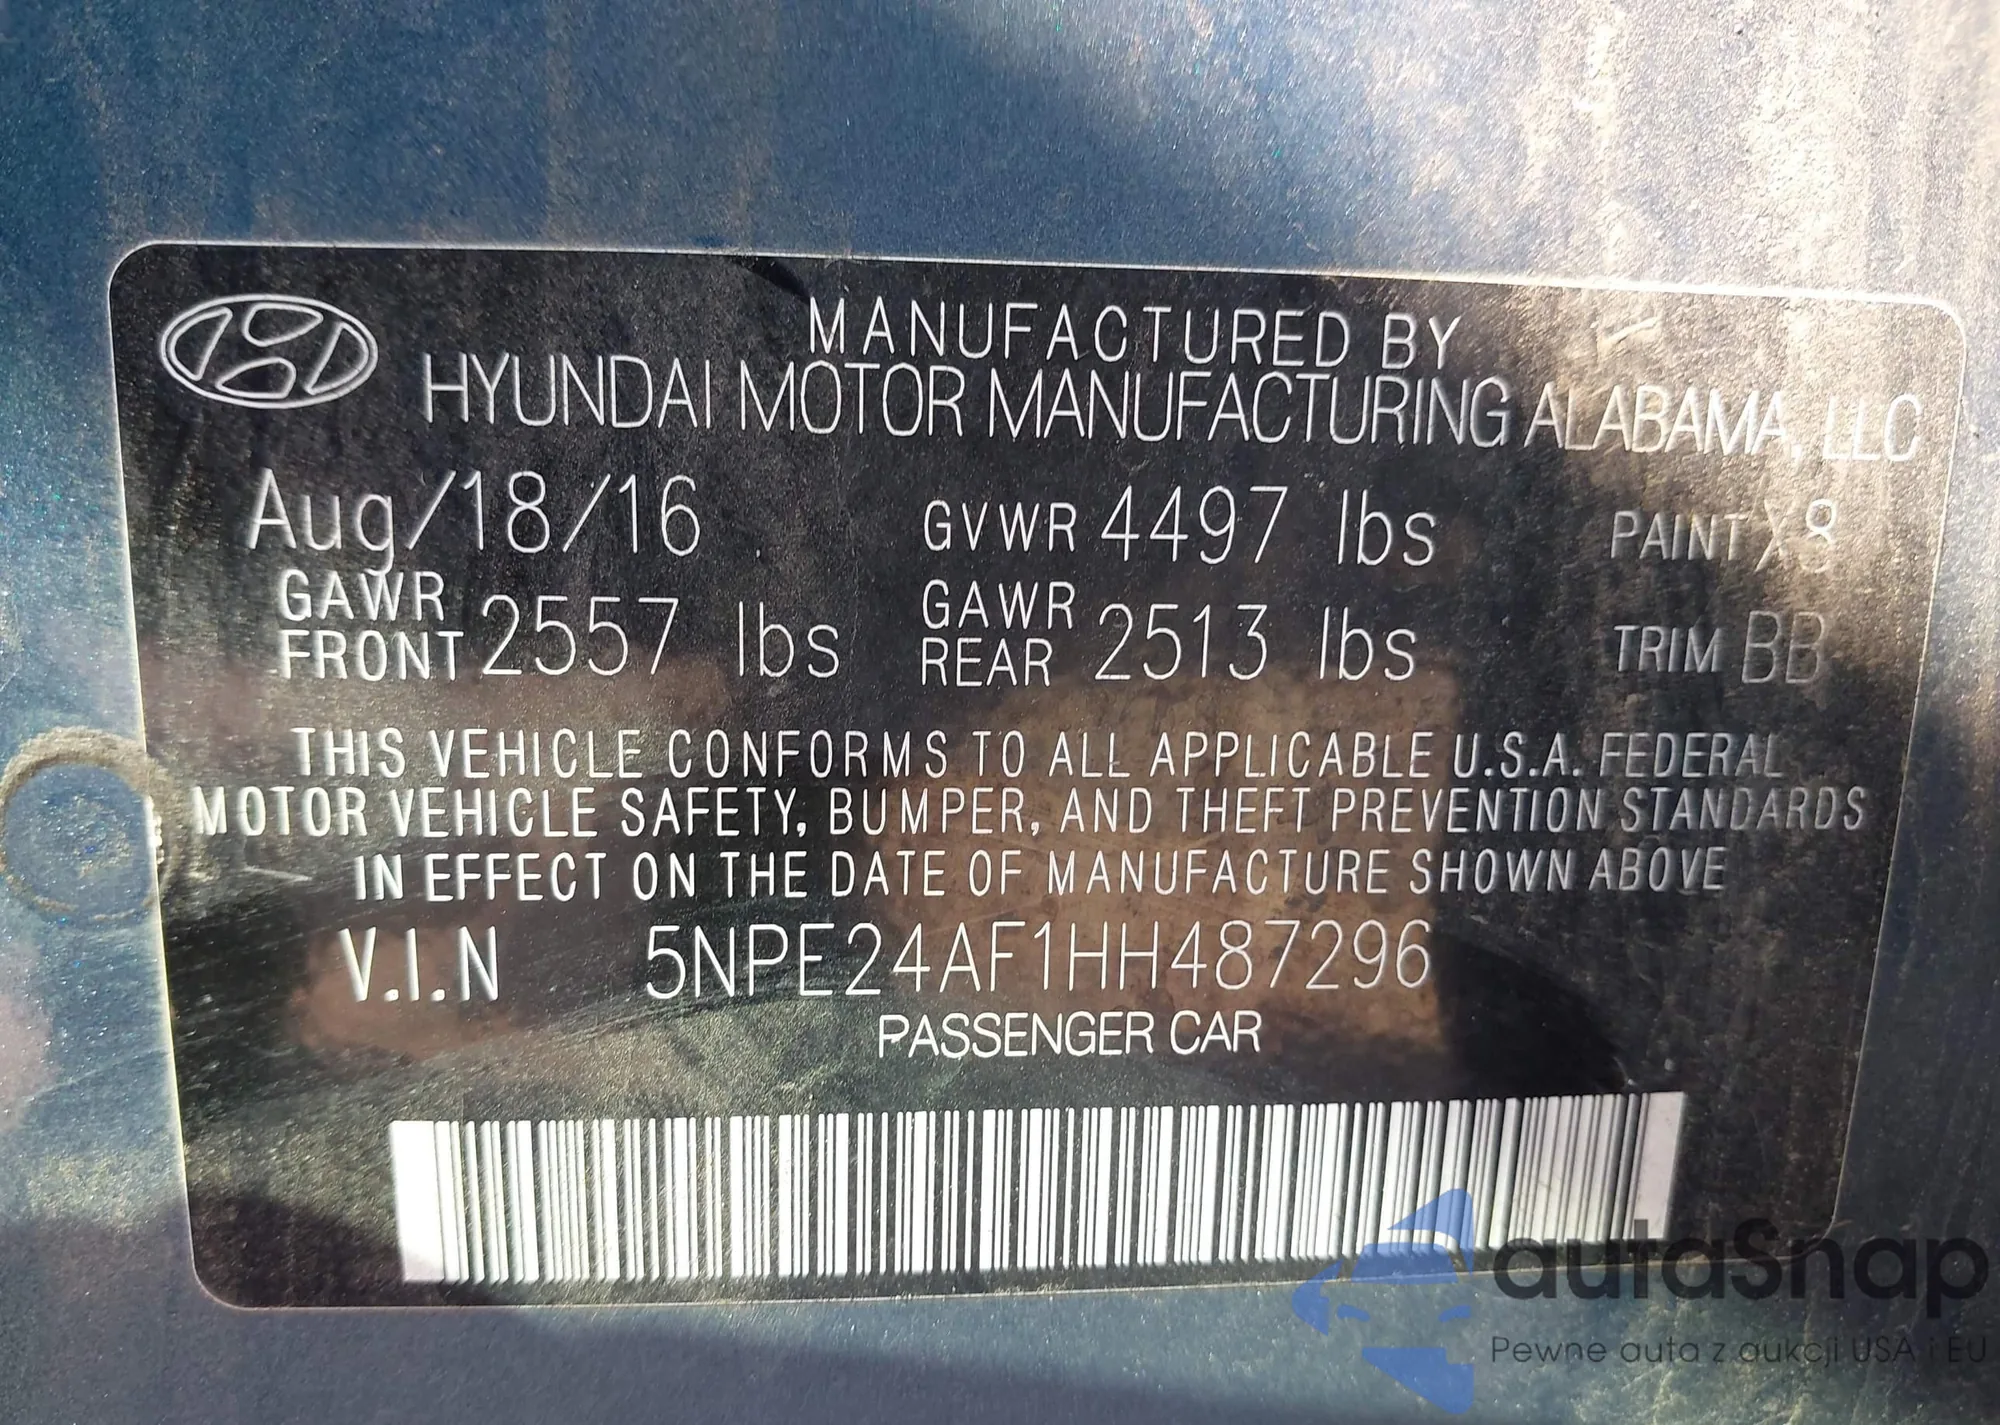 MANUFACTURED BY
HYUNDAI MOTOR MANUFACTURING ALABAMA, LLC
Aug/18/16 GVWR 4497 lbs PAINT X8
GAWR FRONT 2557 lbs GAWR REAR 2513 lbs TRIM BB
THIS VEHICLE CONFORMS TO ALL APPLICABLE U.S.A. FEDERAL
MOTOR VEHICLE SAFETY, BUMPER, AND THEFT PREVENTION STANDARDS
IN EFFECT ON THE DATE OF MANUFACTURE SHOWN ABOVE
V.I.N 5NPE24AF1HH487296
PASSENGER CAR
autaSnap
Pewne auta z aukcji USA i EU